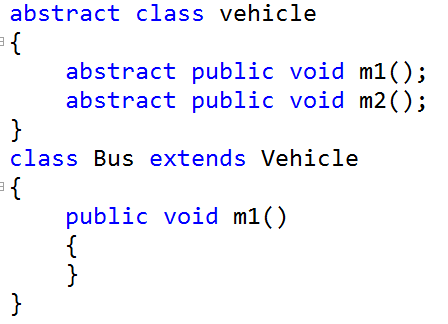 abstract class vehicle
{
    abstract public void m1();
    abstract public void m2();
}
class Bus extends Vehicle
{
    public void m1()
    {
    }
}